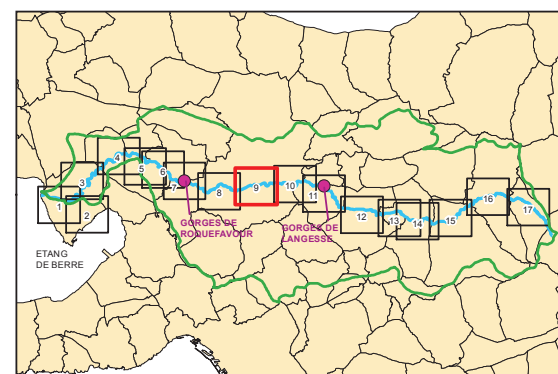 4
5
6
3
7
8
9
10
11
1
2
12
13
14
15
16
17
GORGES DE
ROQUEFAVOUR
GORGES DE
LANGESSE
ETANG
DE BERRE